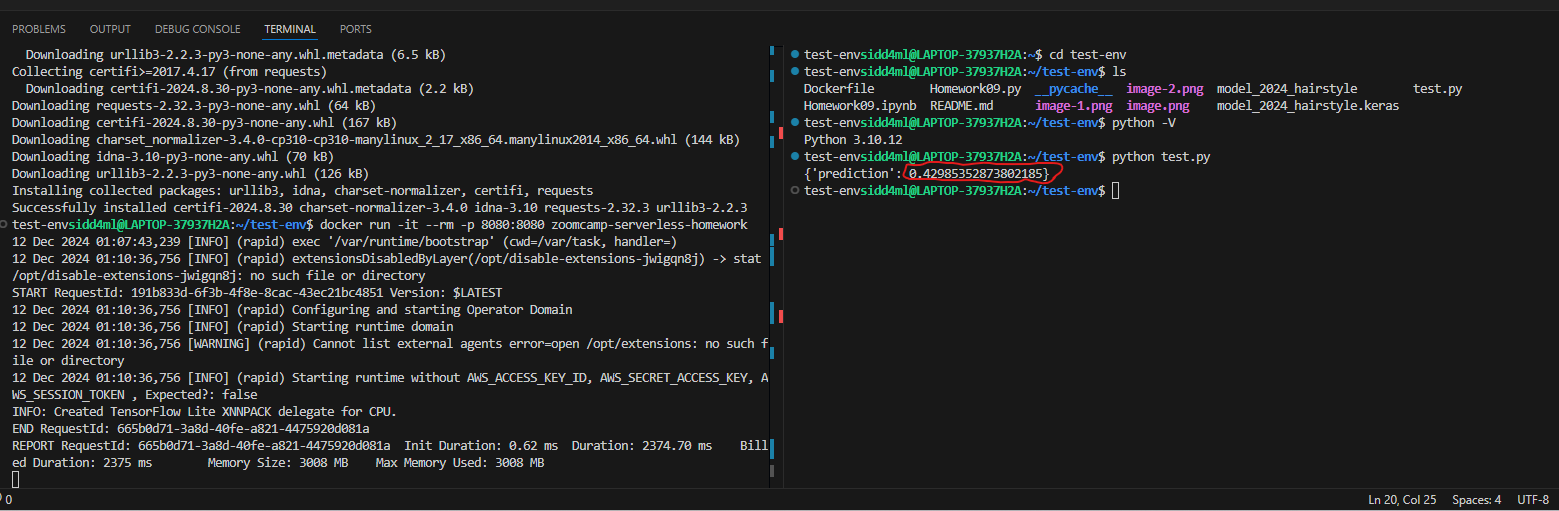 PROBLEMS OUTPUT DEBUG CONSOLE TERMINAL PORTS
Downloading urllib3-2.2.3-py3-none-any.whl.metadata (6.5 kB)
Collecting certifi>=2017.4.17 (from requests)
Downloading certifi-2024.8.30-py3-none-any.whl.metadata (2.2 kB)
Downloading requests-2.32.3-py3-none-any.whl (64 kB)
Downloading certifi-2024.8.30-py3-none-any.whl (167 kB)
Downloading charset_normalizer-3.4.0-cp310-cp310-manylinux_2_17_x86_64.manylinux2014_x86_64.whl (144 kB)
Downloading idna-3.10-py3-none-any.whl (70 kB)
Downloading urllib3-2.2.3-py3-none-any.whl (126 kB)
Installing collected packages: urllib3, idna, charset-normalizer, certifi, requests
Successfully installed certifi-2024.8.30 charset-normalizer-3.4.0 idna-3.10 requests-2.32.3 urllib3-2.2.3
test-envsidd4ml@LAPTOP-37937H2A:~/test-env$ docker run -it --rm -p 8080:8080 zoomcamp-serverless-homework
12 Dec 2024 01:07:43,239 [INFO] (rapid) exec '/var/runtime/bootstrap' (cwd=/var/task, handler=)
12 Dec 2024 01:10:36,756 [INFO] (rapid) extensionsDisabledByLayer(/opt/disable-extensions-jwigqn8j) -> stat
/opt/disable-extensions-jwigqn8j: no such file or directory
START RequestId: 191b833d-6f3b-4f8e-8cac-43ec21bc4851 Version: $LATEST
12 Dec 2024 01:10:36,756 [INFO] (rapid) Configuring and starting Operator Domain
12 Dec 2024 01:10:36,756 [INFO] (rapid) Starting runtime domain
12 Dec 2024 01:10:36,756 [WARNING] (rapid) Cannot list external agents error=open /opt/extensions: no such f
ile or directory
12 Dec 2024 01:10:36,756 [INFO] (rapid) Starting runtime without AWS_ACCESS_KEY_ID, AWS_SECRET_ACCESS_KEY, A
WS_SESSION_TOKEN , Expected?: false
INFO: Created TensorFlow Lite XNNPACK delegate for CPU.
END RequestId: 665b0d71-3a8d-40fe-a821-4475920d081a
REPORT RequestId: 665b0d71-3a8d-40fe-a821-4475920d081a Init Duration: 0.62 ms Duration: 2374.70 ms Bill
ed Duration: 2375 ms Memory Size: 3008 MB Max Memory Used: 3008 MB
test-envsidd4ml@LAPTOP-37937H2A:~$ cd test-env
test-envsidd4ml@LAPTOP-37937H2A:~/test-env$ ls
Dockerfile Homework09.py __pycache__ image-2.png model_2024_hairstyle test.py
Homework09.ipynb README.md image-1.png image.png model_2024_hairstyle.keras
test-envsidd4ml@LAPTOP-37937H2A:~/test-env$ python -V
Python 3.10.12
test-envsidd4ml@LAPTOP-37937H2A:~/test-env$ python test.py
{'prediction': 0.42985352873802185}
test-envsidd4ml@LAPTOP-37937H2A:~/test-env$
0 Ln 20, Col 25 Spaces: 4 UTF-8